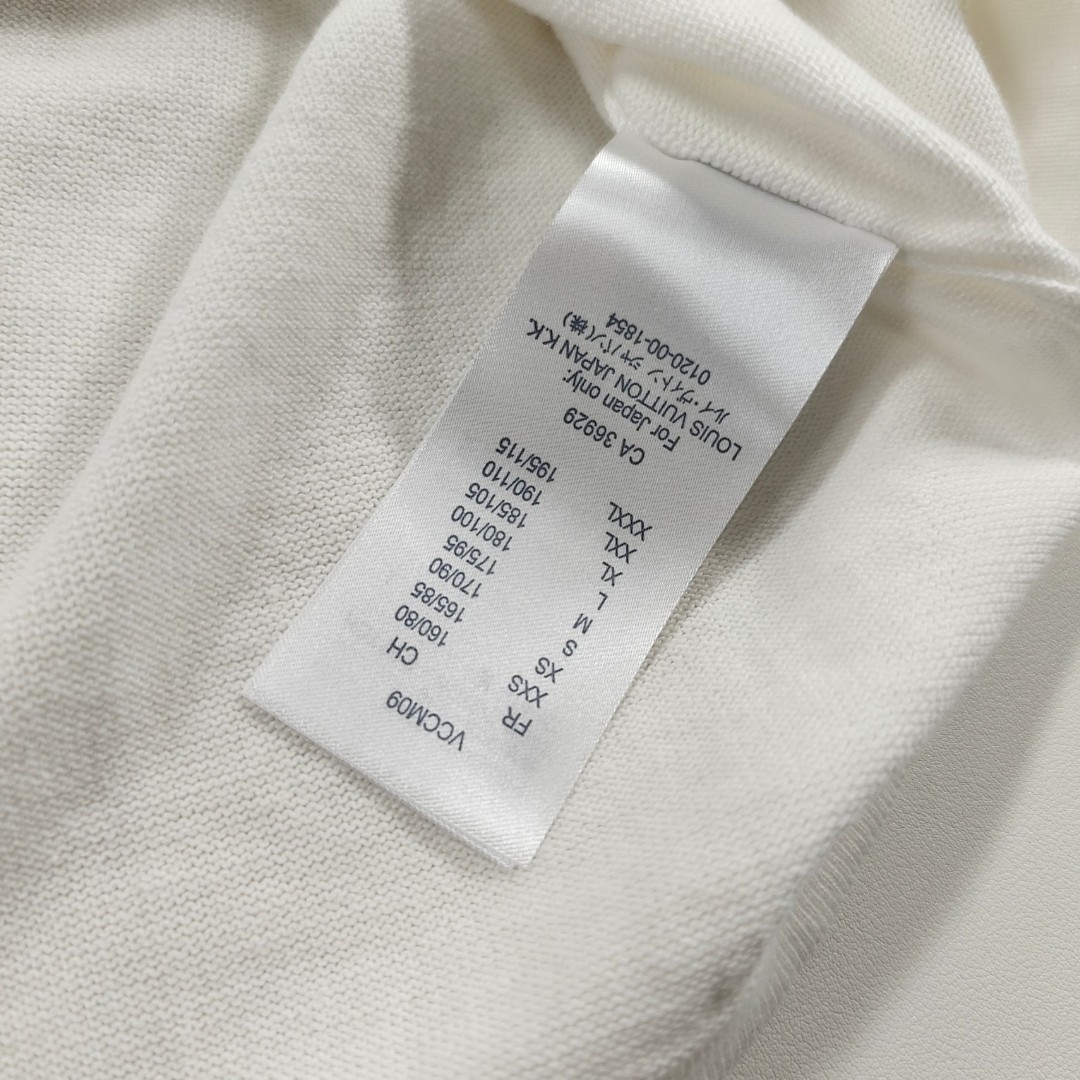 VCCM09
FR CH
XXS 160/80
XS 165/85
S 170/90
M 175/95
L 180/100
XL 185/105
XXL 190/110
XXXL 195/115
CA 36929
For Japan only:
LOUIS VUITTON JAPAN K.K.
ルイ・ヴィトン ジャパン(株)
0120-00-1854